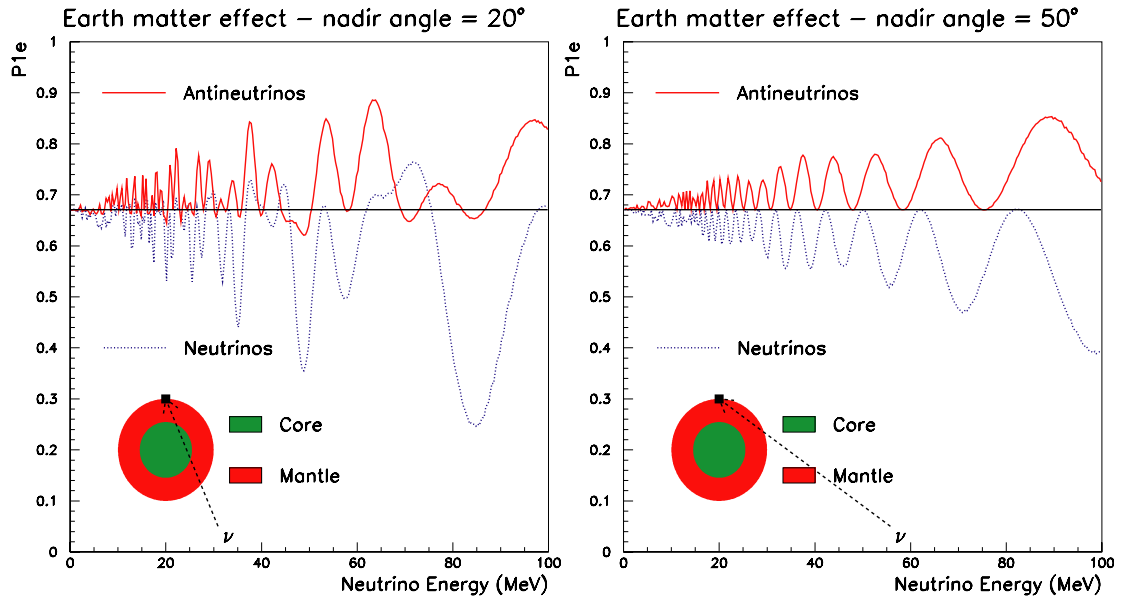 Earth matter effect − nadir angle = 20°
P1e
1
0.9
0.8
0.7
0.6
0.5
0.4
0.3
0.2
0.1
0
Antineutrinos
Neutrinos
Core
Mantle
ν
0 20 40 60 80 100
Neutrino Energy (MeV)
Earth matter effect − nadir angle = 50°
P1e
1
0.9
0.8
0.7
0.6
0.5
0.4
0.3
0.2
0.1
0
Antineutrinos
Neutrinos
Core
Mantle
ν
0 20 40 60 80 100
Neutrino Energy (MeV)